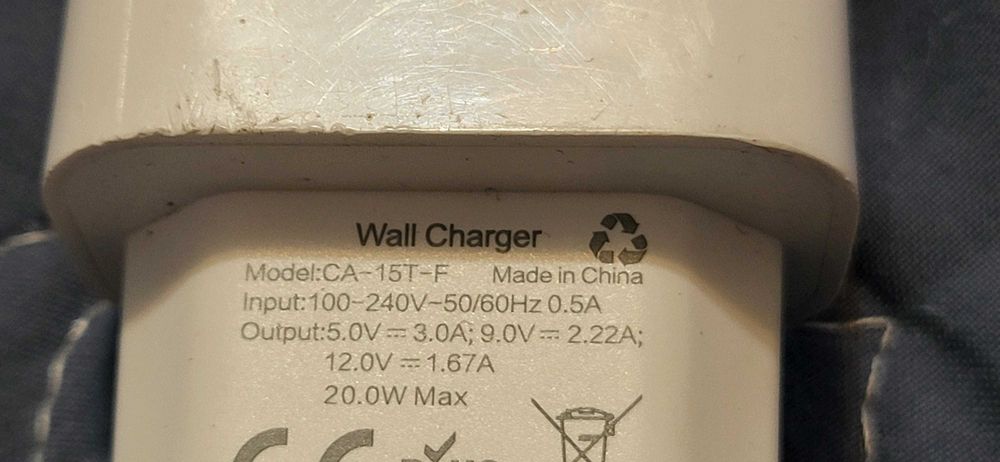 Wall Charger
Model:CA-15T-F Made in China
Input:100-240V~50/60Hz 0.5A
Output:5.0V⎓3.0A; 9.0V⎓2.22A;
12.0V⎓1.67A
20.0W Max
CE